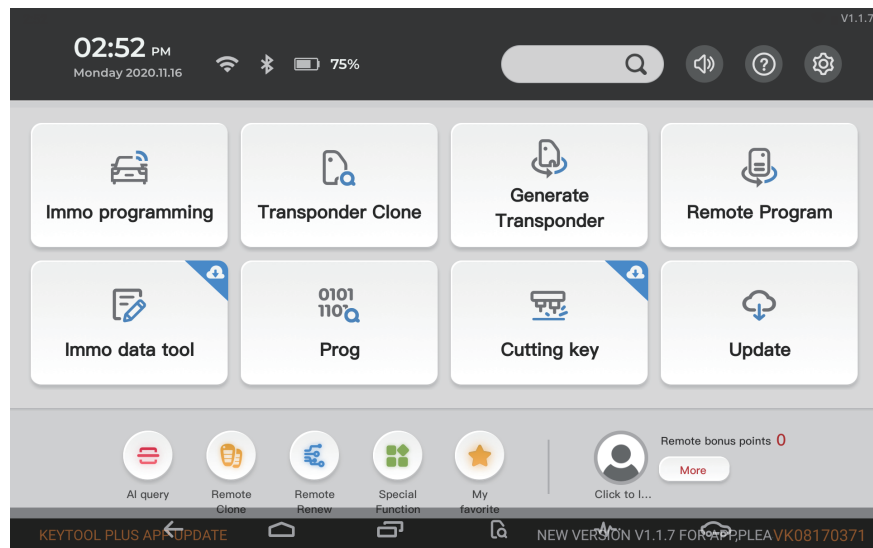 V1.1.7
02:52 PM
Monday 2020.11.16
75%
Immo programming
Transponder Clone
Generate
Transponder
Remote Program
Immo data tool
0101
110
Prog
Cutting key
Update
AI query
Remote
Clone
Remote
Renew
Special
Function
My
favorite
Click to l...
Remote bonus points 0
More
KEYTOOL PLUS APP UPDATE
NEW VERSION V1.1.7 FOR APP,PLEA
VK08170371